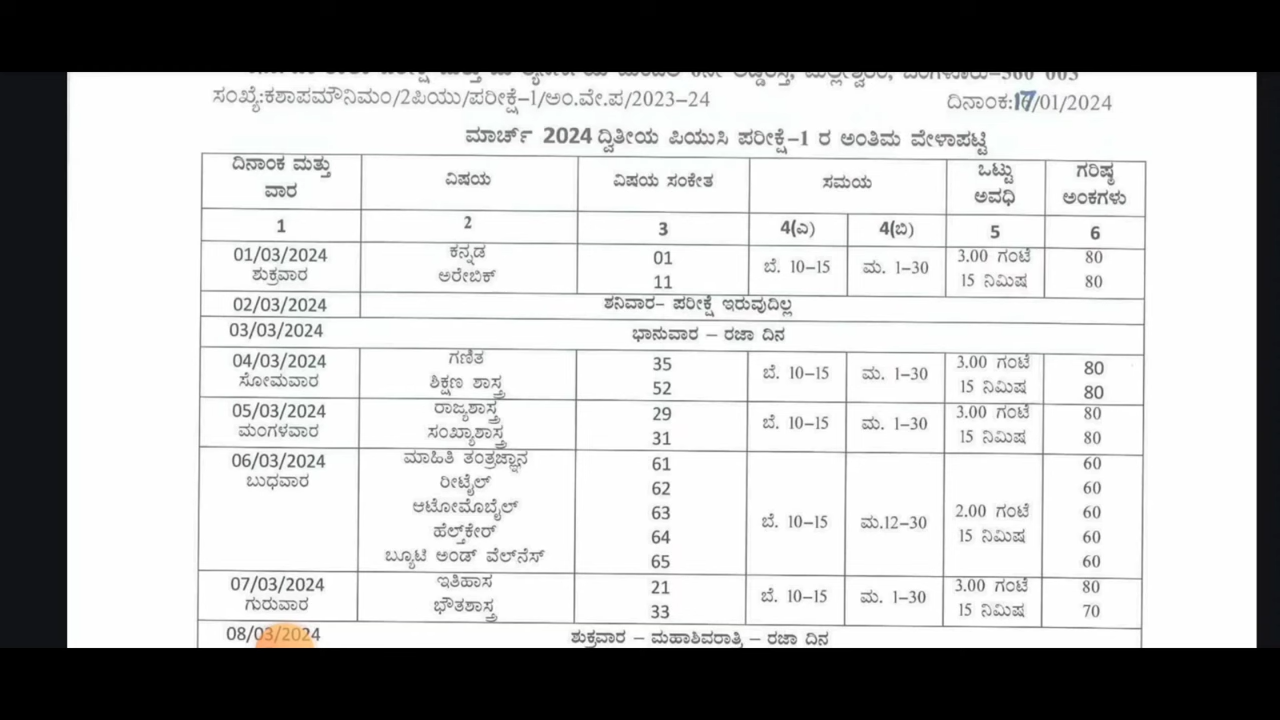 ಸಂಖ್ಯೆ:ಕಶಾಪಮೌನಿಮಂ/2ಪಿಯು/ಪರೀಕ್ಷೆ-1/ಅಂ.ವೇ.ಪ/2023-24 ದಿನಾಂಕ:17/01/2024
ಮಾರ್ಚ್ 2024 ದ್ವಿತೀಯ ಪಿಯುಸಿ ಪರೀಕ್ಷೆ-1 ರ ಅಂತಿಮ ವೇಳಾಪಟ್ಟಿ
ದಿನಾಂಕ ಮತ್ತು ವಾರ ವಿಷಯ ವಿಷಯ ಸಂಕೇತ ಸಮಯ ಒಟ್ಟು ಅವಧಿ ಗರಿಷ್ಠ ಅಂಕಗಳು
1 2 3 4(ಎ) 4(ಬಿ) 5 6
01/03/2024 ಕನ್ನಡ 01 ಬೆ. 10-15 ಮ. 1-30 3.00 ಗಂಟೆ 80
ಶುಕ್ರವಾರ ಅರೇಬಿಕ್ 11 15 ನಿಮಿಷ 80
02/03/2024 ಶನಿವಾರ- ಪರೀಕ್ಷೆ ಇರುವುದಿಲ್ಲ
03/03/2024 ಭಾನುವಾರ – ರಜಾ ದಿನ
04/03/2024 ಗಣಿತ 35 ಬೆ. 10-15 ಮ. 1-30 3.00 ಗಂಟೆ 80
ಸೋಮವಾರ ಶಿಕ್ಷಣ ಶಾಸ್ತ್ರ 52 15 ನಿಮಿಷ 80
05/03/2024 ರಾಜ್ಯಶಾಸ್ತ್ರ 29 ಬೆ. 10-15 ಮ. 1-30 3.00 ಗಂಟೆ 80
ಮಂಗಳವಾರ ಸಂಖ್ಯಾಶಾಸ್ತ್ರ 31 15 ನಿಮಿಷ 80
06/03/2024 ಮಾಹಿತಿ ತಂತ್ರಜ್ಞಾನ 61 60
ಬುಧವಾರ ರೀಟೈಲ್ 62 60
ಆಟೋಮೊಬೈಲ್ 63 ಬೆ. 10-15 ಮ.12-30 2.00 ಗಂಟೆ 60
ಹೆಲ್ತ್‌ಕೇರ್ 64 15 ನಿಮಿಷ 60
ಬ್ಯೂಟಿ ಅಂಡ್ ವೆಲ್‌ನೆಸ್ 65 60
07/03/2024 ಇತಿಹಾಸ 21 ಬೆ. 10-15 ಮ. 1-30 3.00 ಗಂಟೆ 80
ಗುರುವಾರ ಭೌತಶಾಸ್ತ್ರ 33 15 ನಿಮಿಷ 70
08/03/2024 ಶುಕ್ರವಾರ – ಮಹಾಶಿವರಾತ್ರಿ – ರಜಾ ದಿನ